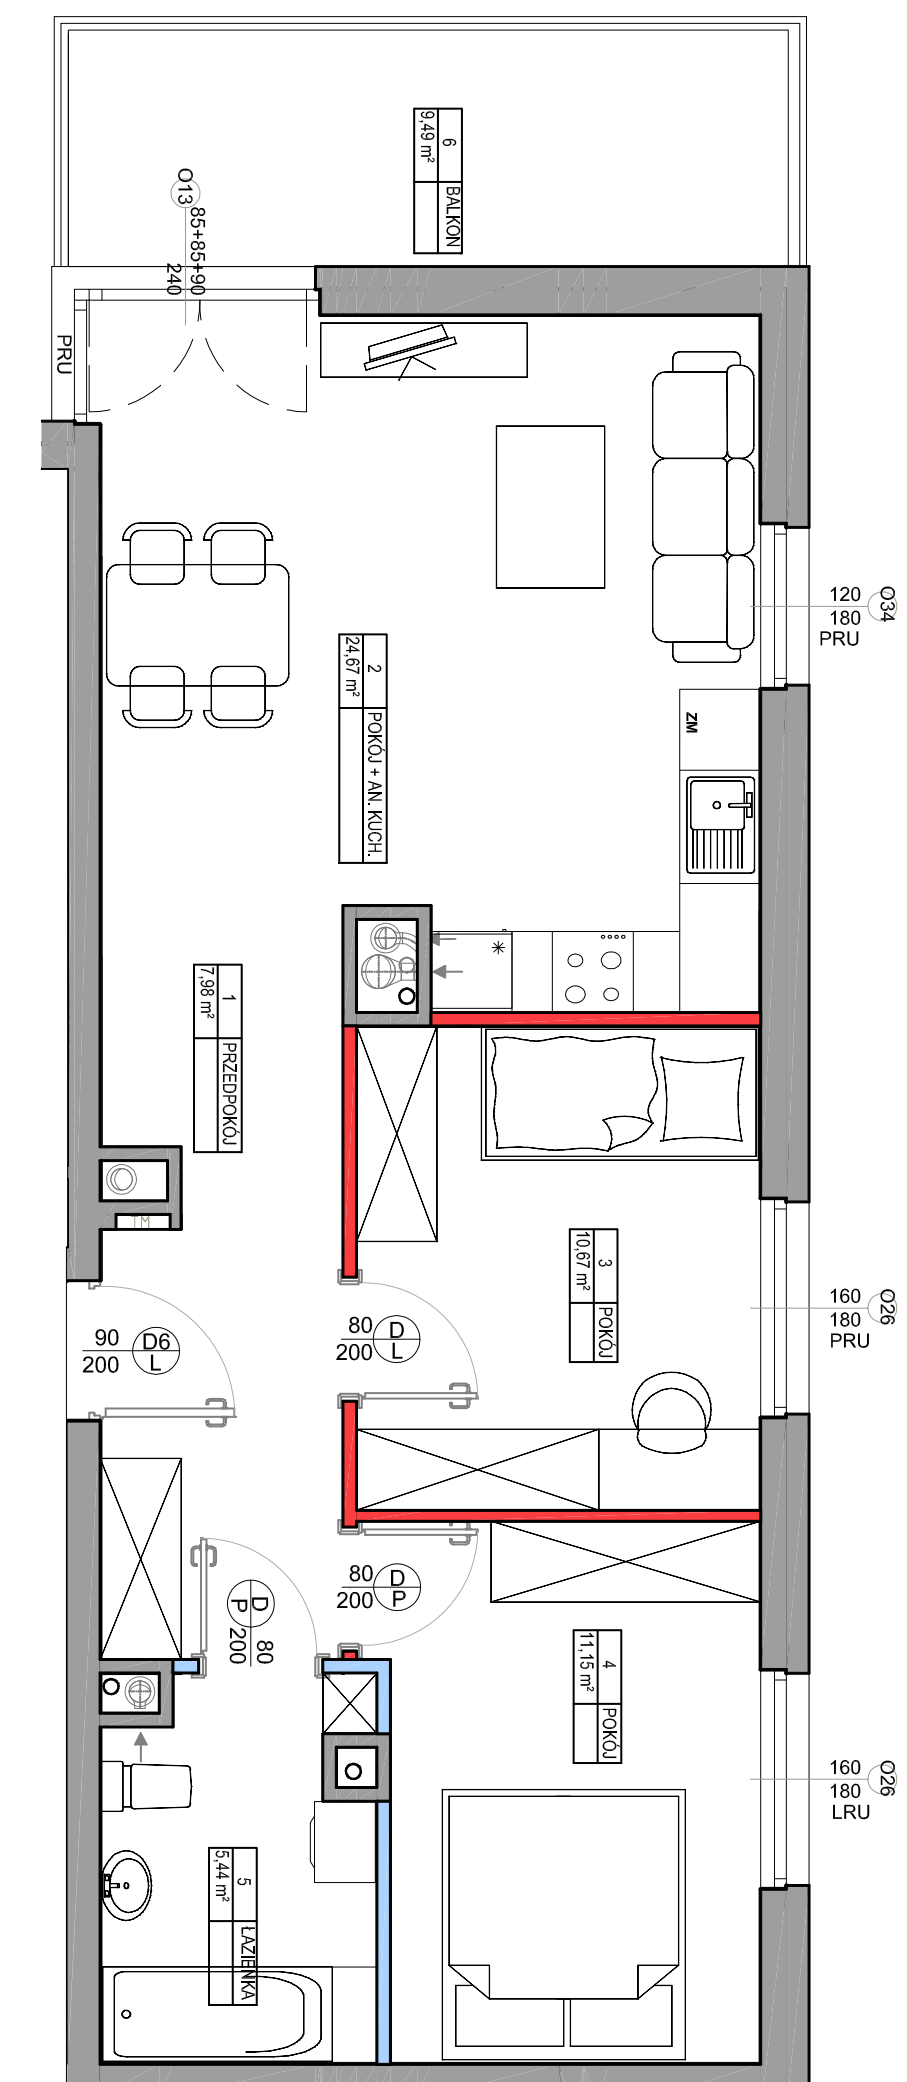 6
BALKON
9,49 m²
O13
85+85+90
240
PRU
120
180
PRU
O34
2
POKÓJ + AN. KUCH.
24,67 m²
ZM
1
PRZEDPOKÓJ
7,98 m²
TM
3
POKÓJ
10,67 m²
160
180
PRU
O26
90
200
D6
L
80
200
D
L
80
200
D
P
80
200
D
P
4
POKÓJ
11,15 m²
160
180
LRU
O26
5
ŁAZIENKA
5,44 m²